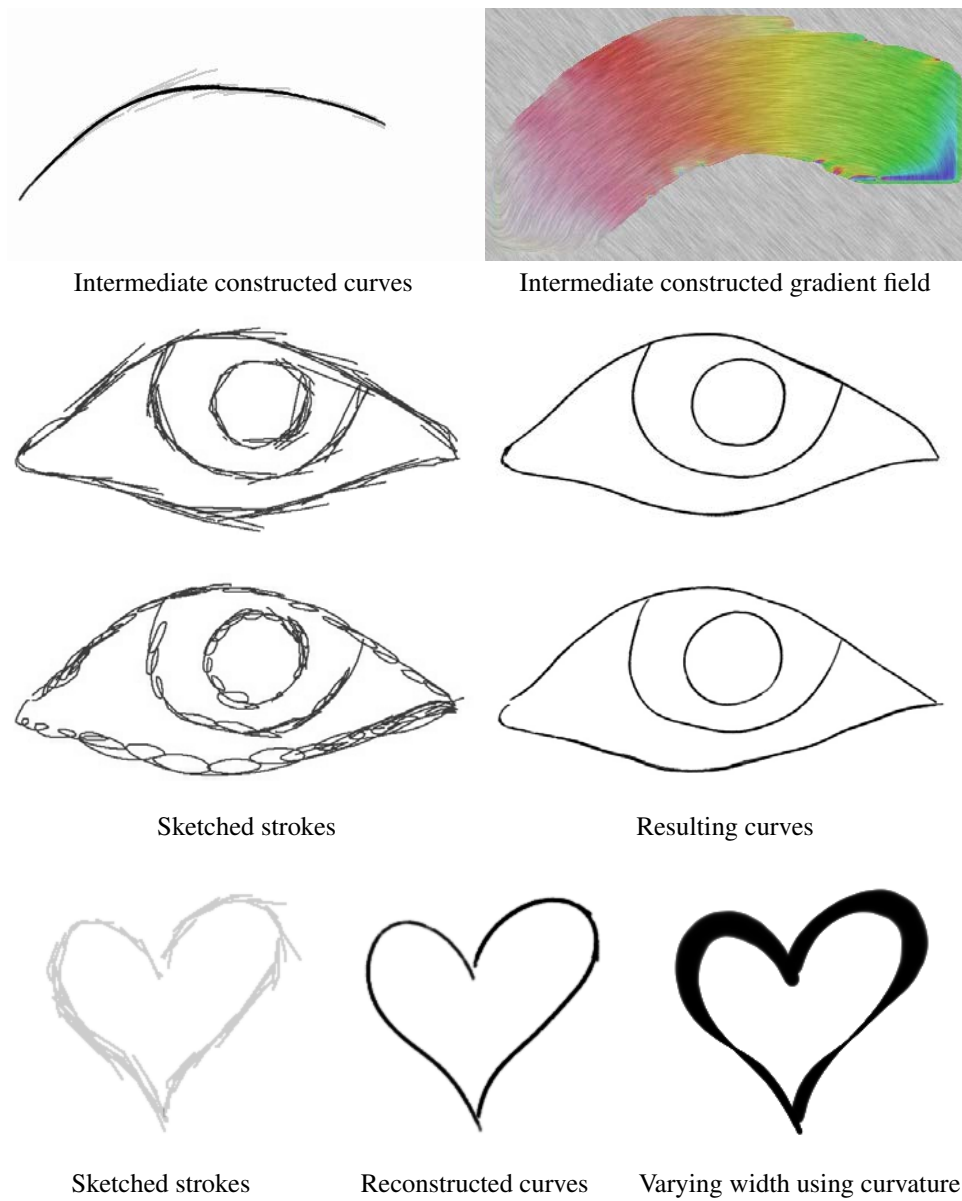 Intermediate constructed curves
Intermediate constructed gradient field
Sketched strokes
Resulting curves
Sketched strokes
Reconstructed curves
Varying width using curvature